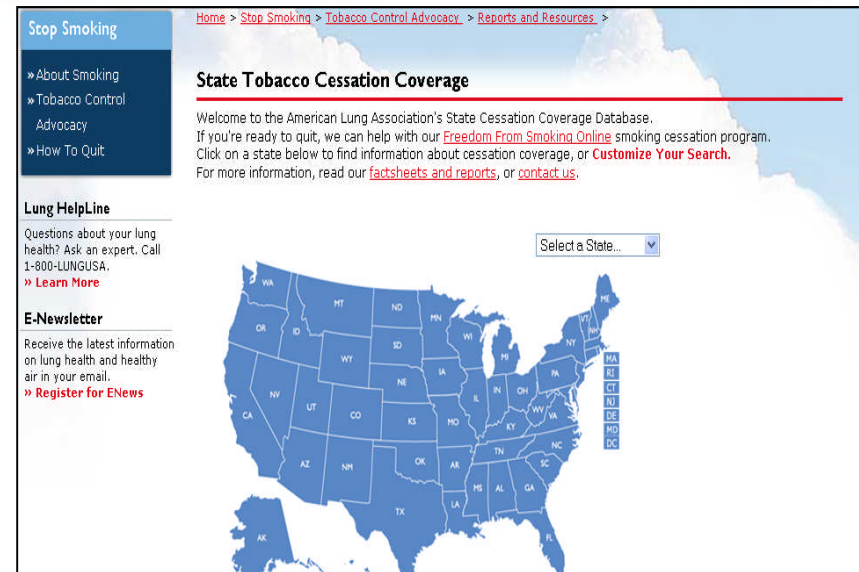 Home > Stop Smoking > Tobacco Control Advocacy > Reports and Resources >
Stop Smoking
»About Smoking
»Tobacco Control
Advocacy
»How To Quit
Lung HelpLine
Questions about your lung
health? Ask an expert. Call
1-800-LUNGUSA.
» Learn More
E-Newsletter
Receive the latest information
on lung health and healthy
air in your email.
» Register for ENews
State Tobacco Cessation Coverage
Welcome to the American Lung Association's State Cessation Coverage Database.
If you're ready to quit, we can help with our Freedom From Smoking Online smoking cessation program.
Click on a state below to find information about cessation coverage, or Customize Your Search.
For more information, read our factsheets and reports, or contact us.
Select a State...
WA
MT
ND
MN
ME
OR
ID
WI
VT
NH
SD
MI
NY
WY
MA
IA
PA
RI
NE
CT
NV
UT
IL
IN
OH
NJ
CA
CO
KS
MO
WV
VA
DE
KY
MD
DC
AZ
NM
OK
AR
TN
NC
SC
MS
AL
GA
TX
LA
FL
AK